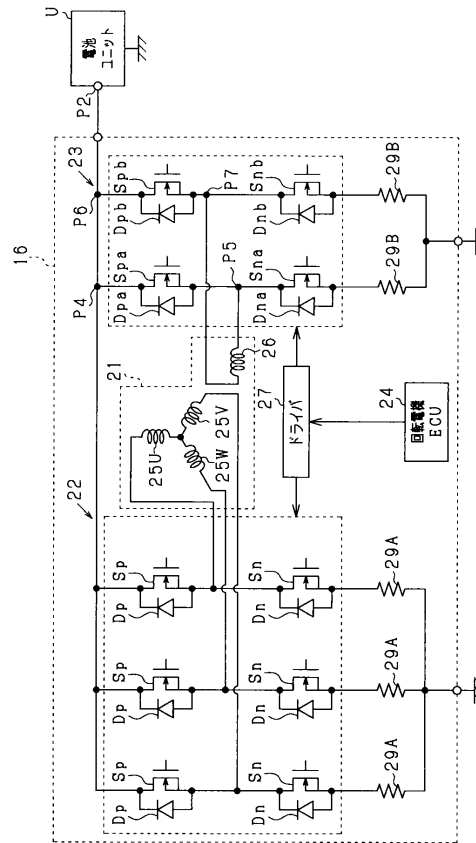 16
22
P4
P6
23
P2
U
電池
ユニット
Dp
Sp
Dp
Sp
Dp
Sp
21
25U
25V
25W
26
Dpa
Spa
Dpb
Spb
P5
P7
Dn
Sn
Dn
Sn
Dn
Sn
27
ドライバ
Dna
Sna
Dnb
Snb
29A
29A
29A
24
回転電機
ECU
29B
29B